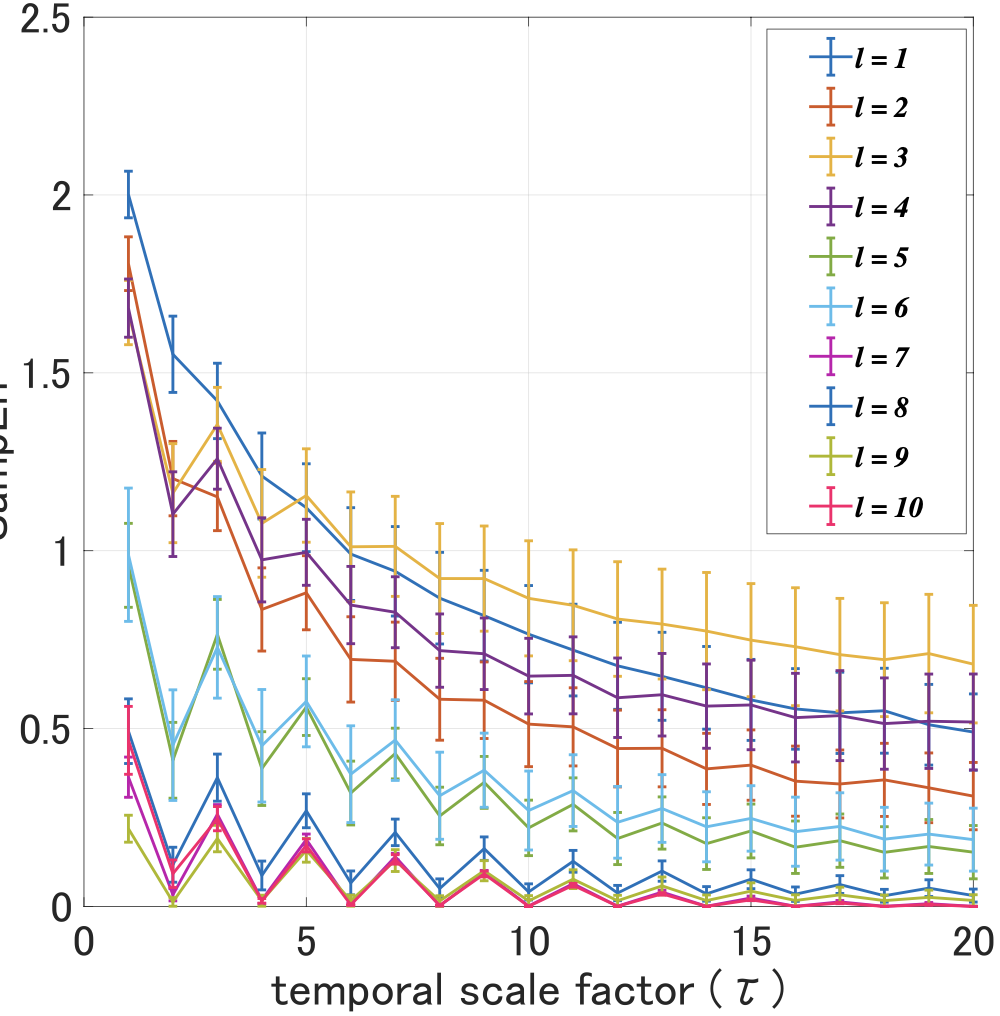 2.5
2
1.5
1
0.5
0
0 5 10 15 20
temporal scale factor ( τ )
l = 1
l = 2
l = 3
l = 4
l = 5
l = 6
l = 7
l = 8
l = 9
l = 10